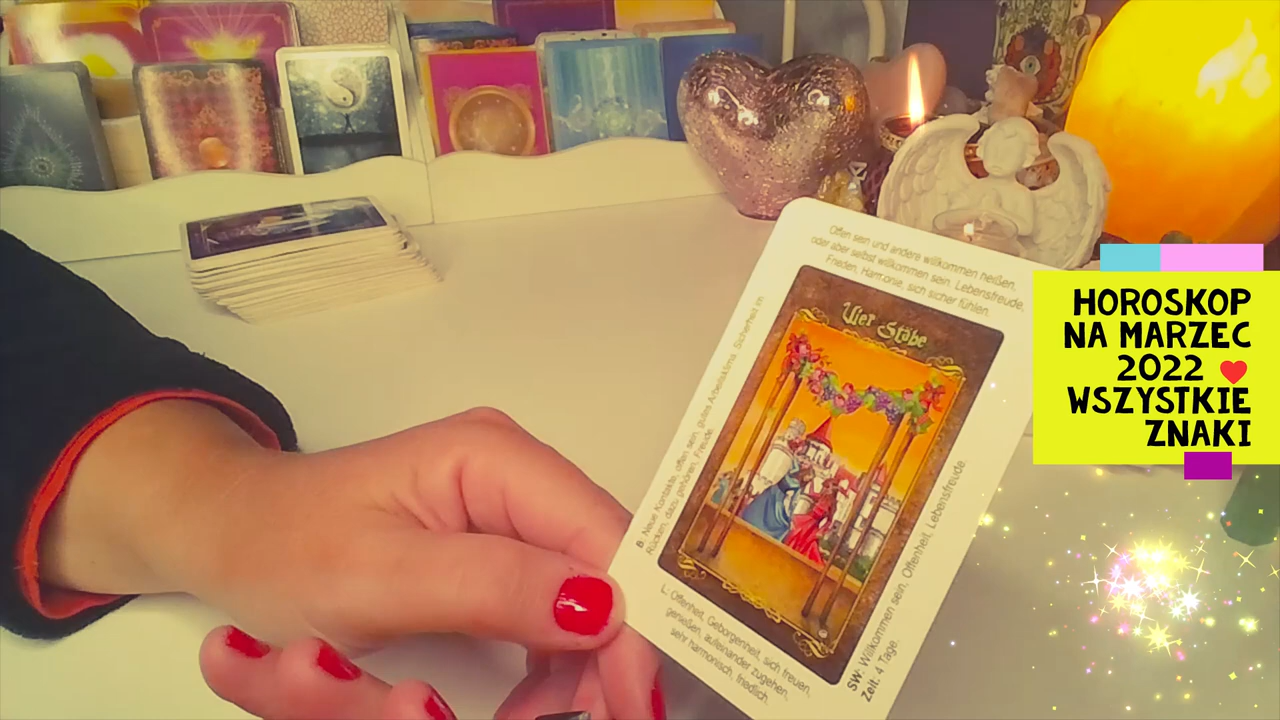 Offen sein und andere willkommen heißen,
oder aber selbst willkommen sein. Lebensfreude,
Frieden, Harmonie, sich sicher fühlen.
Vier Stäbe
B: Neue Kontakte, offen sein, gutes Arbeitsklima. Sicherheit im
Rücken, dazu gehören, Freude.
L: Offenheit, Geborgenheit, sich freuen,
genießen, aufeinander zugehen,
sehr harmonisch, friedlich.
SW: Willkommen sein, Offenheit, Lebensfreude.
Zeit: 4 Tage.
HOROSKOP
NA MARZEC
2022 ❤️
WSZYSTKIE
ZNAKI